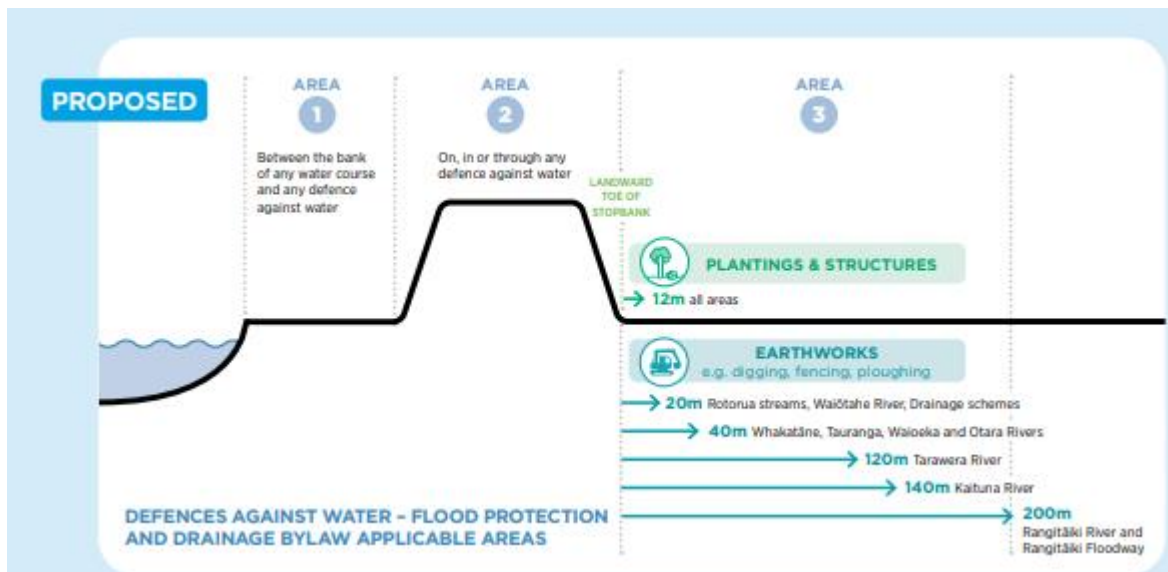 PROPOSED
AREA
1
Between the bank
of any water course
and any defence
against water
AREA
2
On, in or through any
defence against water
LANDWARD
TOE OF
STOPBANK
AREA
3
PLANTINGS & STRUCTURES
12m all areas
EARTHWORKS
e.g. digging, fencing, ploughing
20m Rotorua streams, Waiōtahe River, Drainage schemes
40m Whakatāne, Tauranga, Waioeka and Otara Rivers
120m Tarawera River
140m Kaituna River
200m
Rangitāiki River and
Rangitāiki Floodway
DEFENCES AGAINST WATER – FLOOD PROTECTION
AND DRAINAGE BYLAW APPLICABLE AREAS